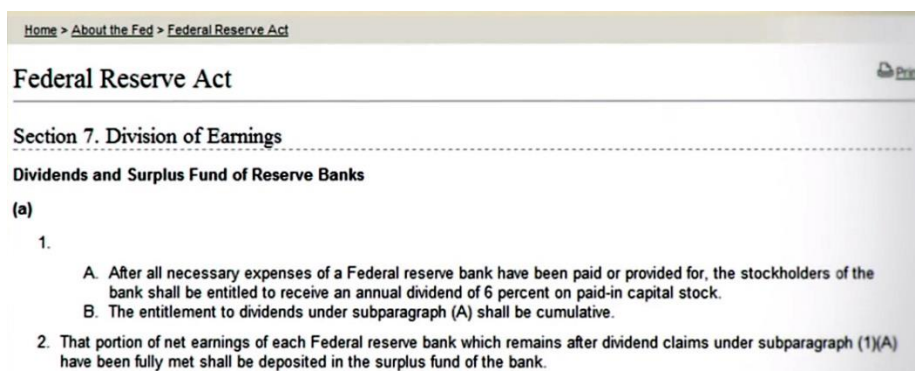 Home > About the Fed > Federal Reserve Act
Federal Reserve Act
Section 7. Division of Earnings
Dividends and Surplus Fund of Reserve Banks
(a)
1.
A. After all necessary expenses of a Federal reserve bank have been paid or provided for, the stockholders of the
bank shall be entitled to receive an annual dividend of 6 percent on paid-in capital stock.
B. The entitlement to dividends under subparagraph (A) shall be cumulative.
2. That portion of net earnings of each Federal reserve bank which remains after dividend claims under subparagraph (1)(A)
have been fully met shall be deposited in the surplus fund of the bank.